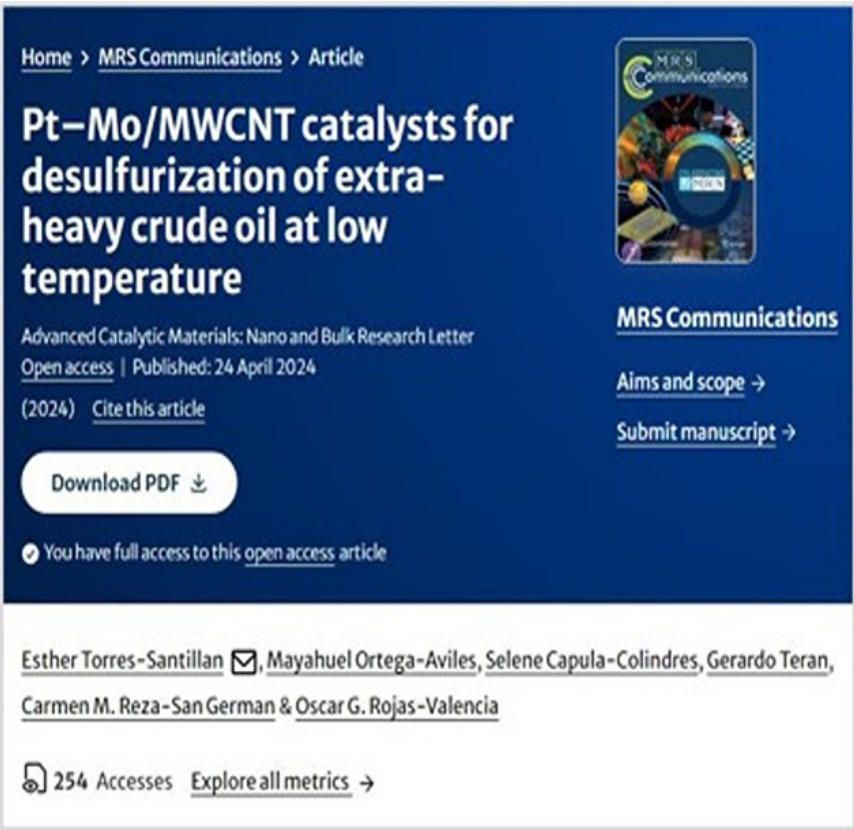 Home > MRS Communications > Article
Pt–Mo/MWCNT catalysts for
desulfurization of extra-
heavy crude oil at low
temperature
Advanced Catalytic Materials: Nano and Bulk Research Letter
Open access | Published: 24 April 2024
(2024) Cite this article
Download PDF
You have full access to this open access article
MRS
Communications
MRS Communications
Aims and scope →
Submit manuscript →
Esther Torres-Santillan, Mayahuel Ortega-Aviles, Selene Capula-Colindres, Gerardo Teran,
Carmen M. Reza-San German & Oscar G. Rojas-Valencia
254 Accesses Explore all metrics →